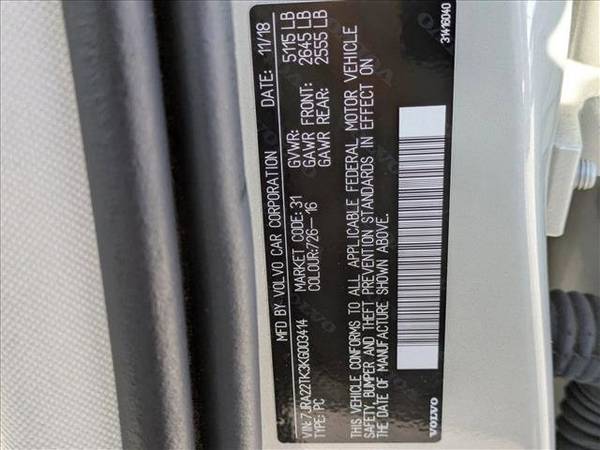 MFD BY VOLVO CAR CORPORATION DATE: 11/18
VIN:7JRA22TK3KG003414 MARKET CODE: 31 GVWR: 5115 LB
TYPE: PC COLOUR:726-16 GAWR FRONT: 2645 LB
GAWR REAR: 2555 LB
THIS VEHICLE CONFORMS TO ALL APPLICABLE FEDERAL MOTOR VEHICLE
SAFETY, BUMPER AND THEFT PREVENTION STANDARDS IN EFFECT ON
THE DATE OF MANUFACTURE SHOWN ABOVE.
VOLVO 31416040